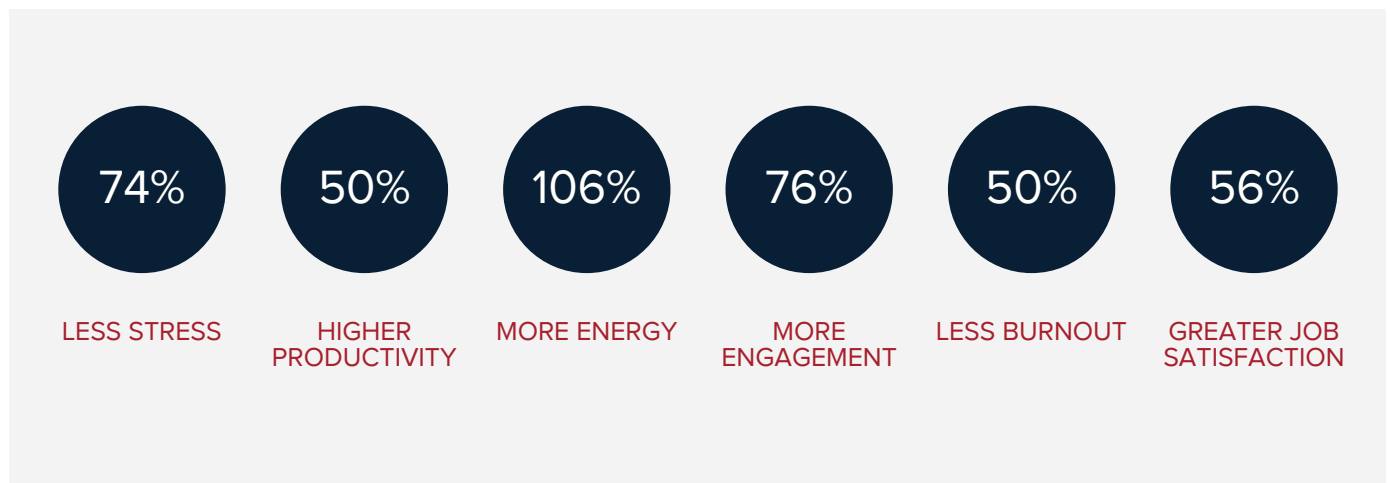 74%
50%
106%
76%
50%
56%
LESS STRESS
HIGHER
PRODUCTIVITY
MORE ENERGY
MORE
ENGAGEMENT
LESS BURNOUT
GREATER JOB
SATISFACTION